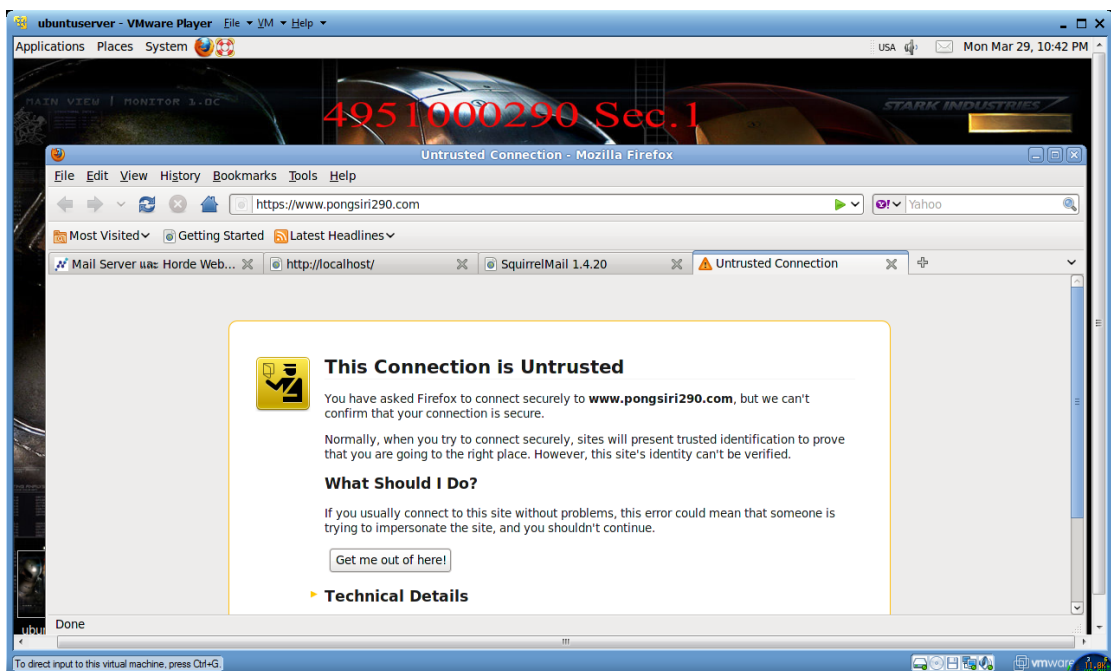 ubuntuserver - VMware Player File VM Help
Applications Places System USA Mon Mar 29, 10:42 PM
MAIN VIEW | MONITOR 1.0C
4951000290 Sec.1
STARK INDUSTRIES
Untrusted Connection - Mozilla Firefox
File Edit View History Bookmarks Tools Help
https://www.pongsiri290.com Yahoo
Most Visited Getting Started Latest Headlines
Mail Server และ Horde Web... http://localhost/ SquirrelMail 1.4.20 Untrusted Connection
This Connection is Untrusted
You have asked Firefox to connect securely to www.pongsiri290.com, but we can't
confirm that your connection is secure.
Normally, when you try to connect securely, sites will present trusted identification to prove
that you are going to the right place. However, this site's identity can't be verified.
What Should I Do?
If you usually connect to this site without problems, this error could mean that someone is
trying to impersonate the site, and you shouldn't continue.
Get me out of here!
Technical Details
Done
ubu
To direct input to this virtual machine, press Ctrl+G. vmware